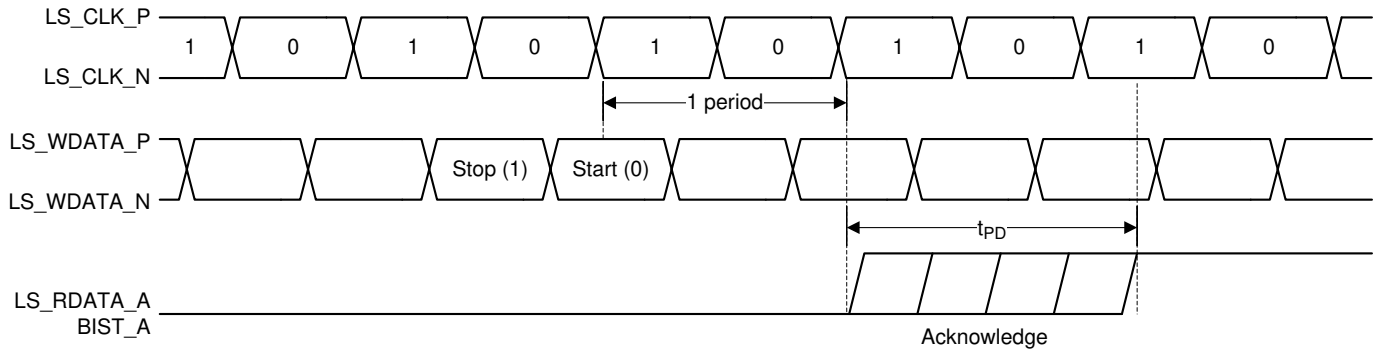 LS_CLK_P
1 0 1 0 1 0 1 0 1 0
LS_CLK_N
1 period
LS_WDATA_P
Stop (1) Start (0)
LS_WDATA_N
tPD
LS_RDATA_A
BIST_A
Acknowledge